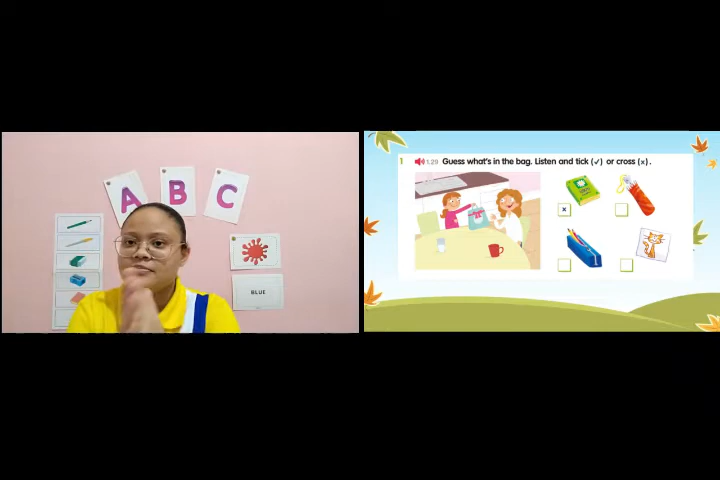 A B C
BLUE
1 1.29 Guess what's in the bag. Listen and tick (✓) or cross (x).
x